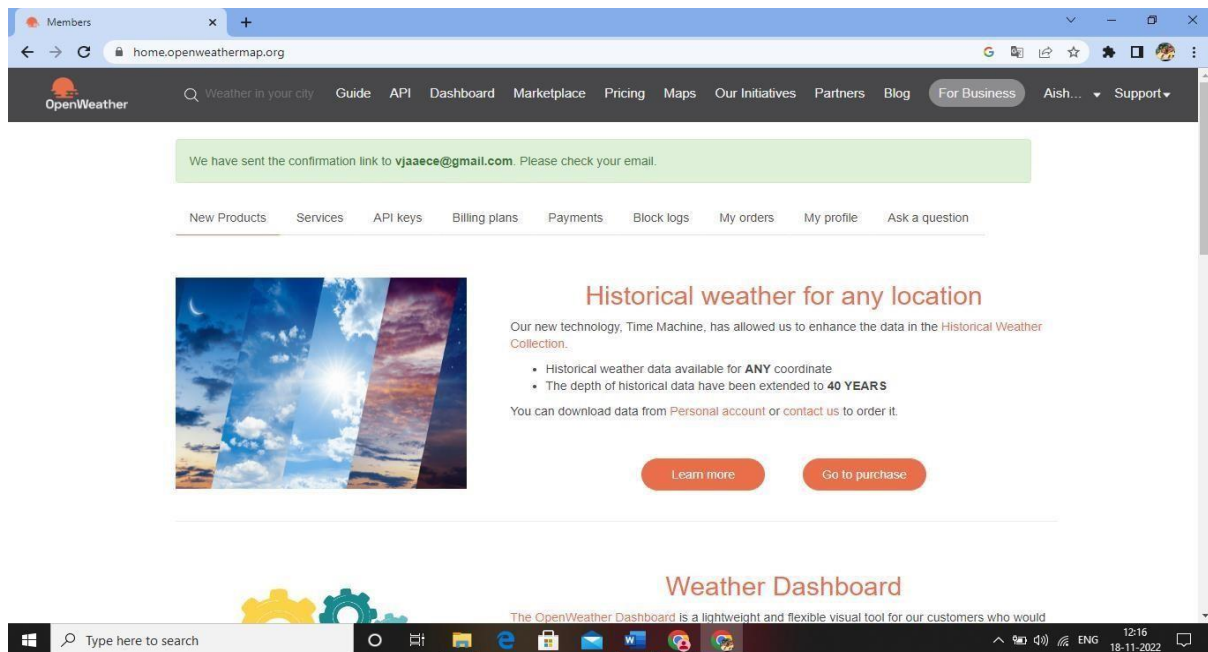 Members
home.openweathermap.org
OpenWeather
Weather in your city Guide API Dashboard Marketplace Pricing Maps Our Initiatives Partners Blog For Business Aish... Support
We have sent the confirmation link to vjaaece@gmail.com. Please check your email.
New Products Services API keys Billing plans Payments Block logs My orders My profile Ask a question
Historical weather for any location
Our new technology, Time Machine, has allowed us to enhance the data in the Historical Weather
Collection.
• Historical weather data available for ANY coordinate
• The depth of historical data have been extended to 40 YEARS
You can download data from Personal account or contact us to order it.
Learn more Go to purchase
Weather Dashboard
The OpenWeather Dashboard is a lightweight and flexible visual tool for our customers who would
Type here to search
ENG
12:16
18-11-2022